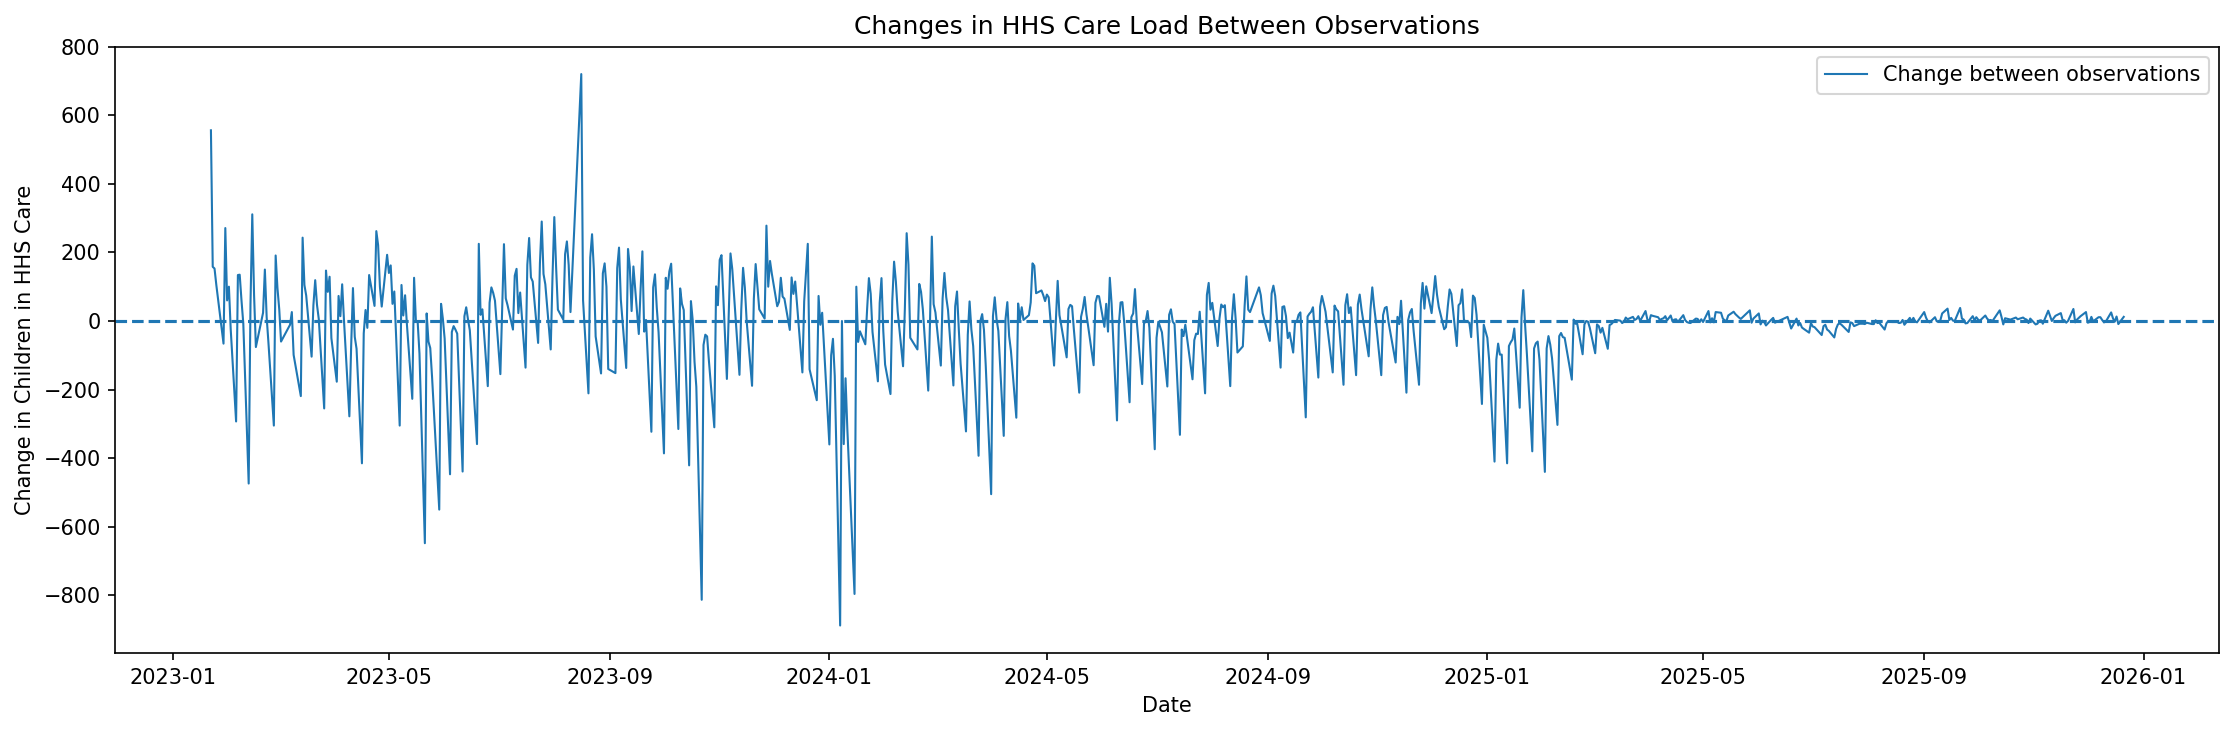 Changes in HHS Care Load Between Observations
Change between observations
Change in Children in HHS Care
800
600
400
200
0
−200
−400
−600
−800
2023-01 2023-05 2023-09 2024-01 2024-05 2024-09 2025-01 2025-05 2025-09 2026-01
Date